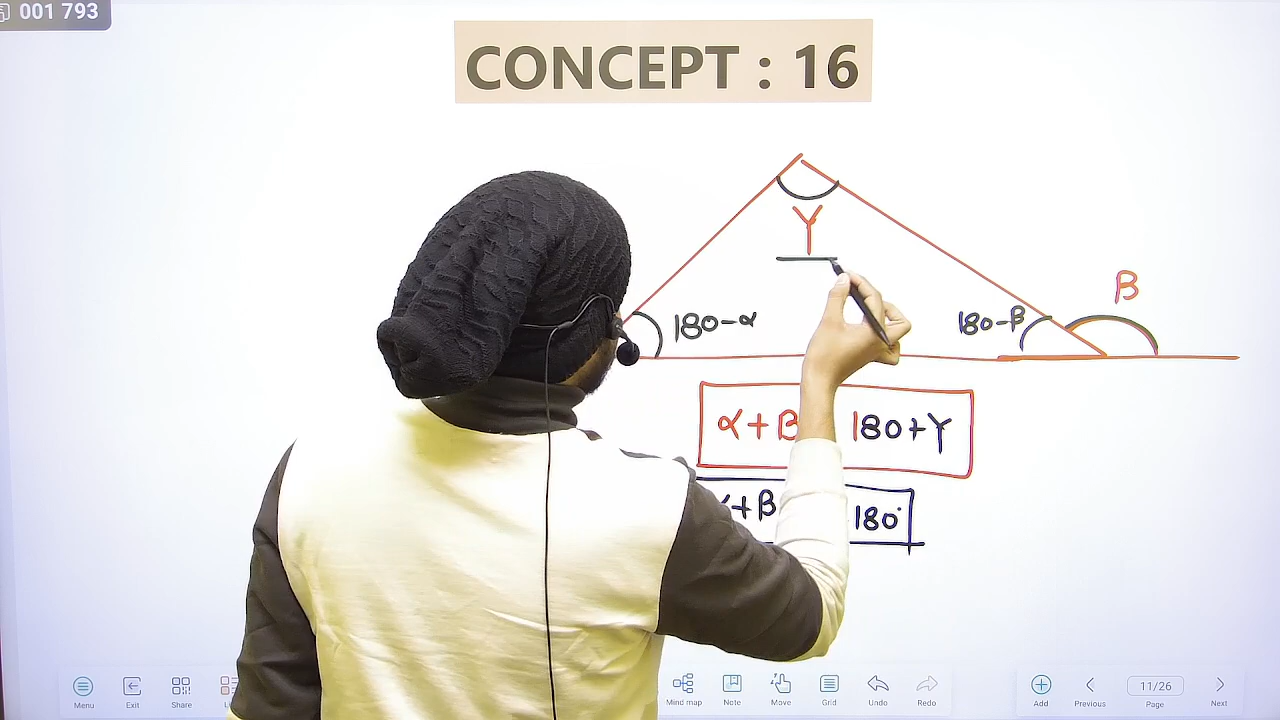 001 793
CONCEPT : 16
Y
β
180-α
180-β
α+β 180+Y
+β 180°
Menu
Exit
Share
Mind map
Note
Move
Grid
Undo
Redo
Add
Previous
11/26
Page
Next